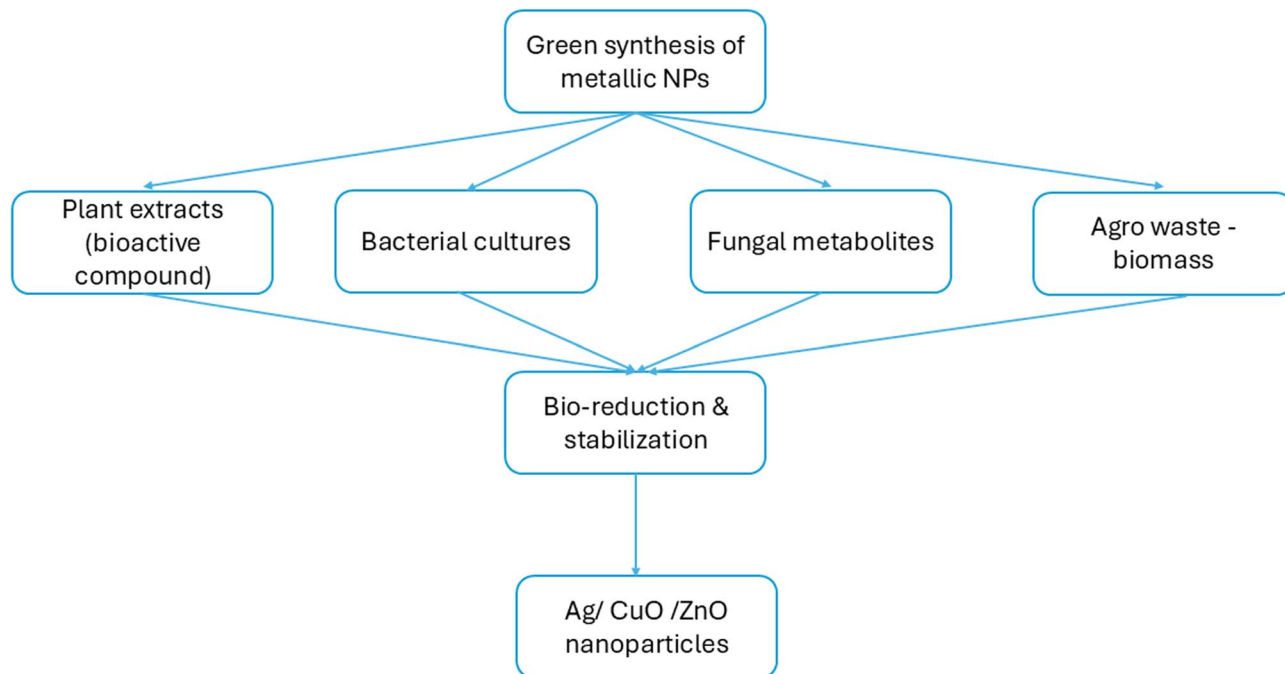 Green synthesis of
metallic NPs
Plant extracts
(bioactive
compound)
Bacterial cultures
Fungal metabolites
Agro waste -
biomass
Bio-reduction &
stabilization
Ag/ CuO /ZnO
nanoparticles